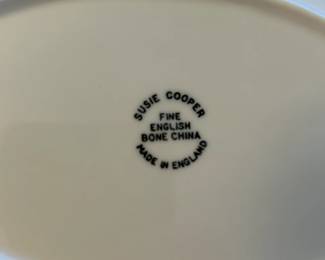 SUSIE COOPER
FINE
ENGLISH
BONE CHINA
MADE IN ENGLAND